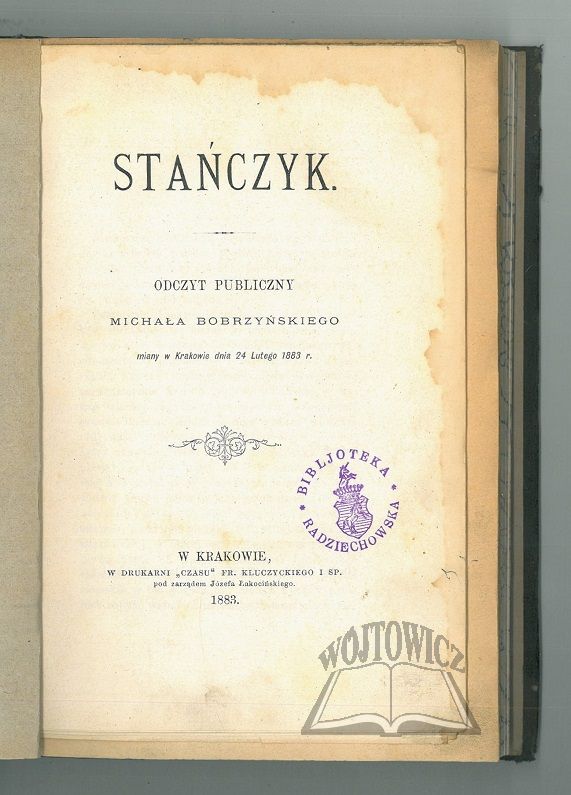 STAŃCZYK.
ODCZYT PUBLICZNY
MICHAŁA BOBRZYŃSKIEGO
miany w Krakowie dnia 24 Lutego 1883 r.
* BIBLJOTEKA *
RADZIECHOWSKA
W KRAKOWIE,
W DRUKARNI „CZASU“ FR. KLUCZYCKIEGO I SP.
pod zarządem Józefa Łakocińskiego.
1883.
WÓJTOWICZ